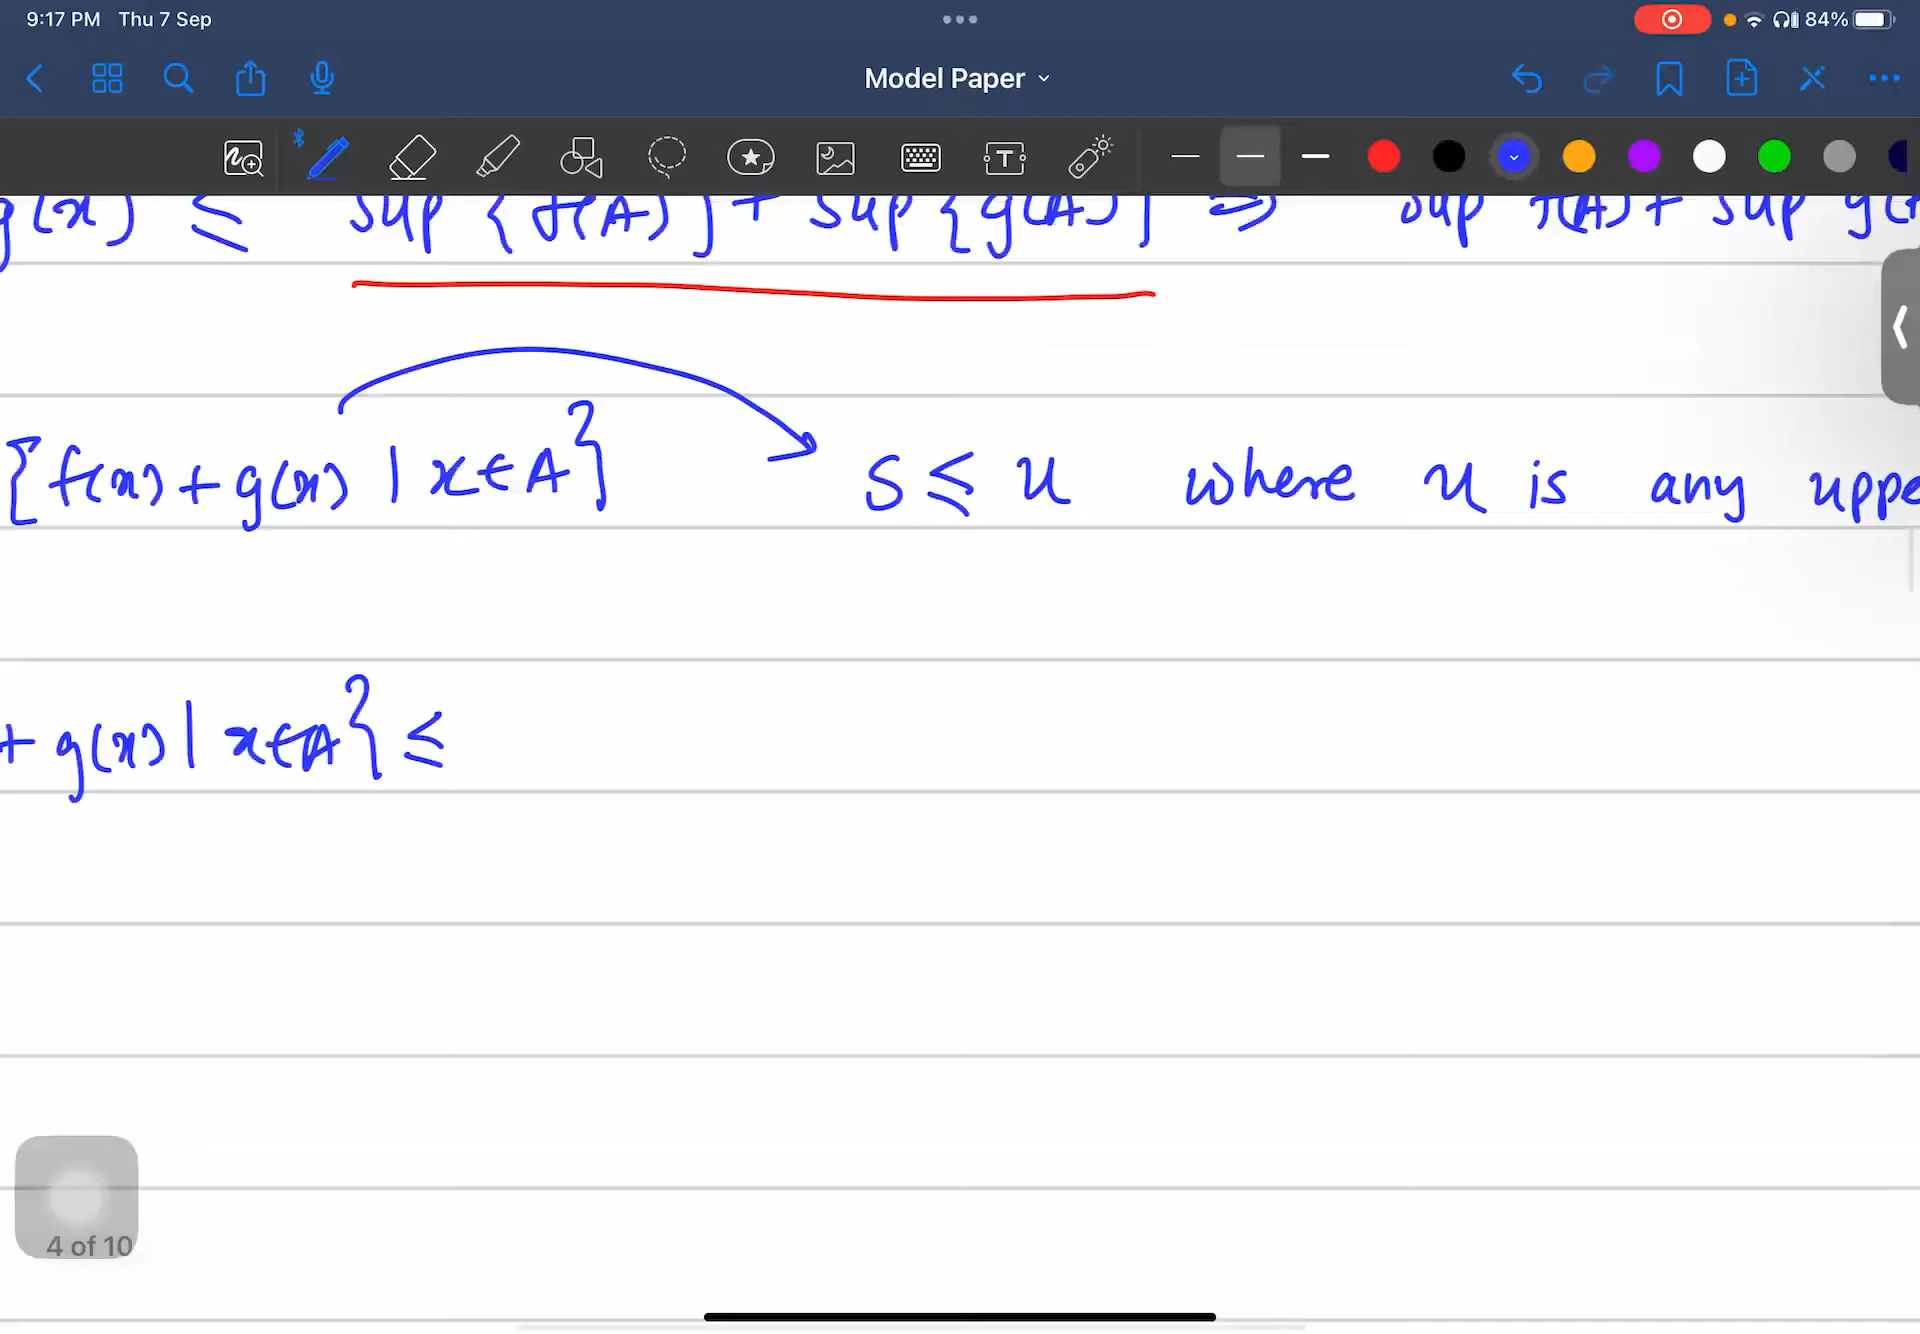 9:17 PM Thu 7 Sep
84%
Model Paper
T
g(x) ≤ sup {f(A)} + sup {g(A)} ⇒ sup f(A) + sup g(
{f(x) + g(x) | x ∈ A} S ≤ u where u is any uppe
+ g(x) | x ∈ A} ≤
4 of 10